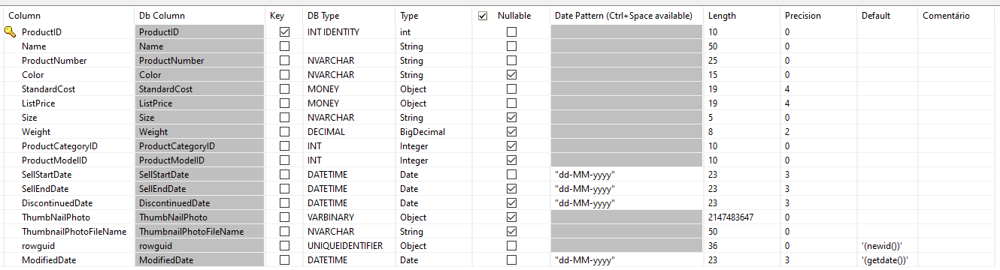 Column Db Column Key DB Type Type Nullable Date Pattern (Ctrl+Space available) Length Precision Default Comentário
ProductID ProductID INT IDENTITY int 10 0
Name Name String 50 0
ProductNumber ProductNumber NVARCHAR String 25 0
Color Color NVARCHAR String 15 0
StandardCost StandardCost MONEY Object 19 4
ListPrice ListPrice MONEY Object 19 4
Size Size NVARCHAR String 5 0
Weight Weight DECIMAL BigDecimal 8 2
ProductCategoryID ProductCategoryID INT Integer 10 0
ProductModelID ProductModelID INT Integer 10 0
SellStartDate SellStartDate DATETIME Date "dd-MM-yyyy" 23 3
SellEndDate SellEndDate DATETIME Date "dd-MM-yyyy" 23 3
DiscontinuedDate DiscontinuedDate DATETIME Date "dd-MM-yyyy" 23 3
ThumbNailPhoto ThumbNailPhoto VARBINARY Object 2147483647 0
ThumbnailPhotoFileName ThumbnailPhotoFileName NVARCHAR String 50 0
rowguid rowguid UNIQUEIDENTIFIER Object 36 0 '(newid())'
ModifiedDate ModifiedDate DATETIME Date "dd-MM-yyyy" 23 3 '(getdate())'